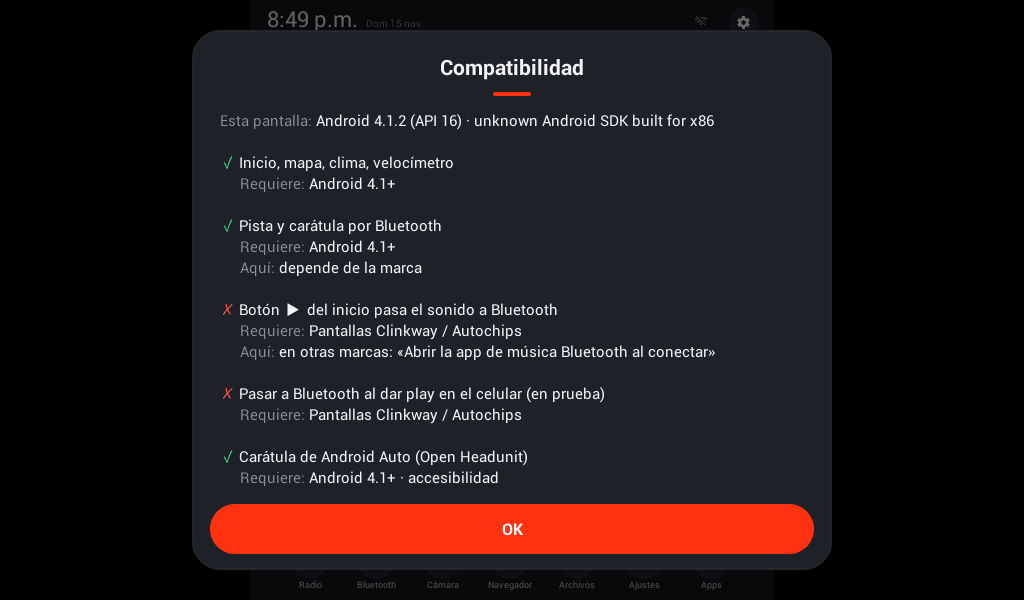 8:49 p.m. Dom 15 nov
Compatibilidad
Esta pantalla: Android 4.1.2 (API 16) · unknown Android SDK built for x86
√ Inicio, mapa, clima, velocímetro
Requiere: Android 4.1+
√ Pista y carátula por Bluetooth
Requiere: Android 4.1+
Aquí: depende de la marca
✗ Botón ▶ del inicio pasa el sonido a Bluetooth
Requiere: Pantallas Clinkway / Autochips
Aquí: en otras marcas: «Abrir la app de música Bluetooth al conectar»
✗ Pasar a Bluetooth al dar play en el celular (en prueba)
Requiere: Pantallas Clinkway / Autochips
√ Carátula de Android Auto (Open Headunit)
Requiere: Android 4.1+ · accesibilidad
OK
Radio Bluetooth Cámara Navegador Archivos Ajustes Apps